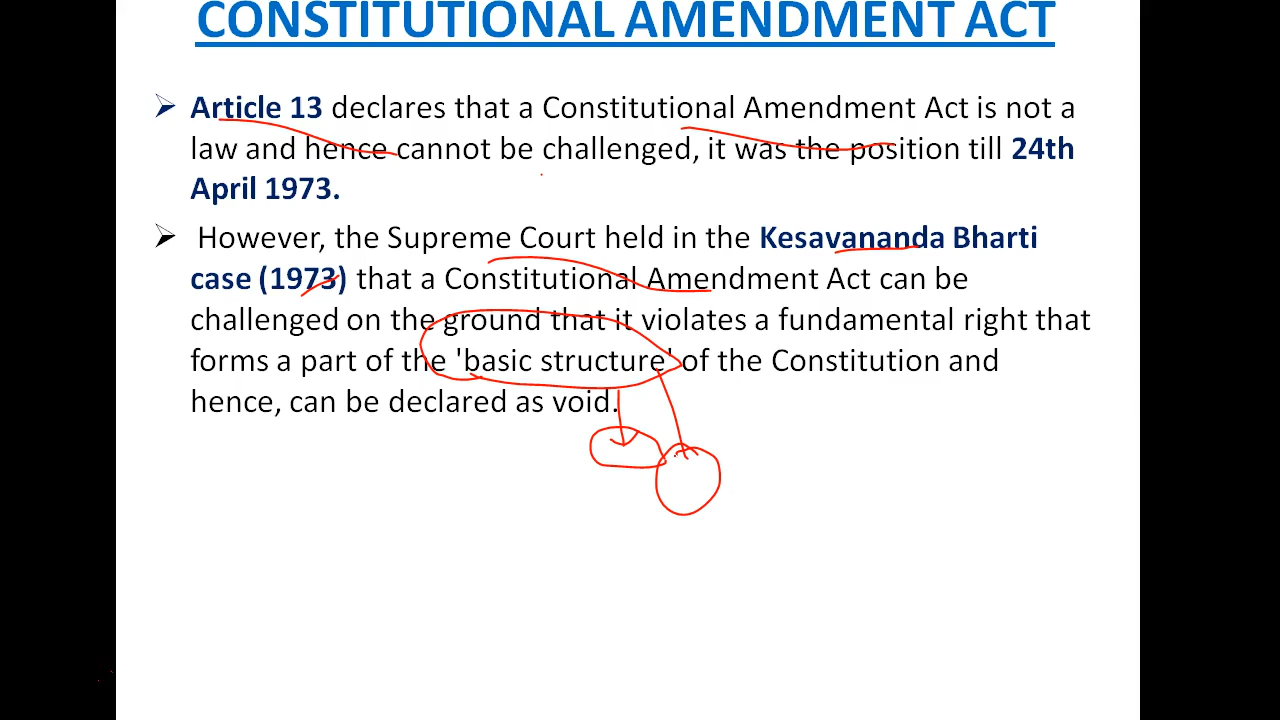 CONSTITUTIONAL AMENDMENT ACT
➢ Article 13 declares that a Constitutional Amendment Act is not a
law and hence cannot be challenged, it was the position till 24th
April 1973.
➢ However, the Supreme Court held in the Kesavananda Bharti
case (1973) that a Constitutional Amendment Act can be
challenged on the ground that it violates a fundamental right that
forms a part of the 'basic structure' of the Constitution and
hence, can be declared as void.